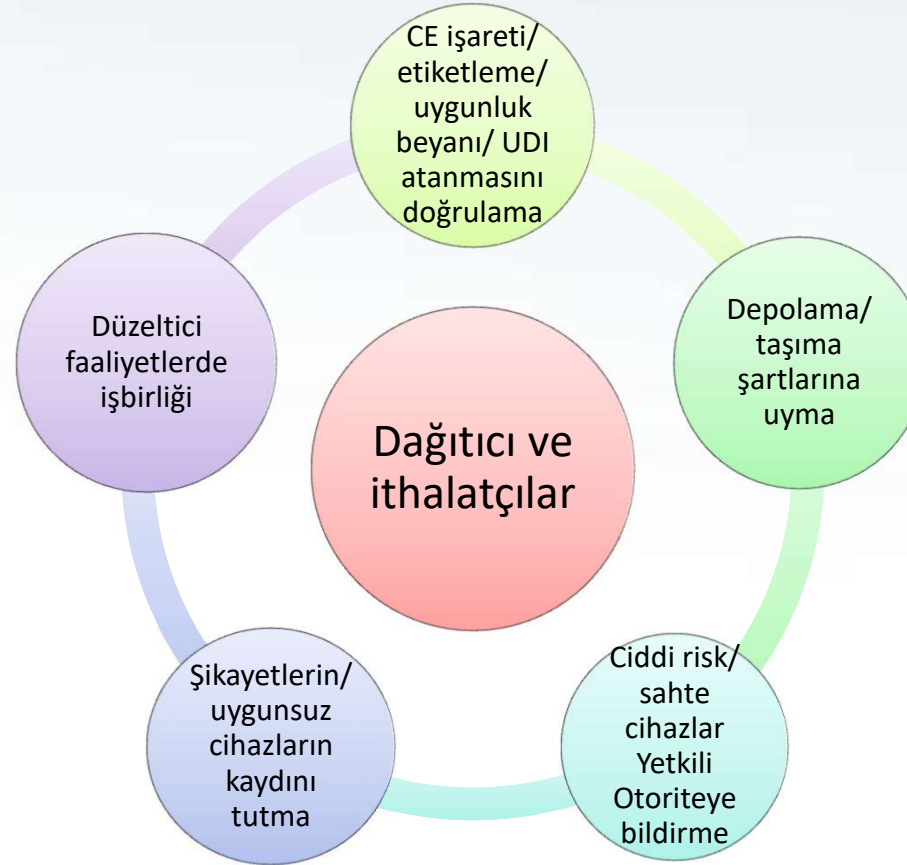 CE işareti/
etiketleme/
uygunluk
beyanı/ UDI
atanmasını
doğrulama
Depolama/
taşıma
şartlarına
uyma
Ciddi risk/
sahte
cihazlar
Yetkili
Otoriteye
bildirme
Şikayetlerin/
uygunsuz
cihazların
kaydını
tutma
Düzeltici
faaliyetlerde
işbirliği
Dağıtıcı ve
ithalatçılar